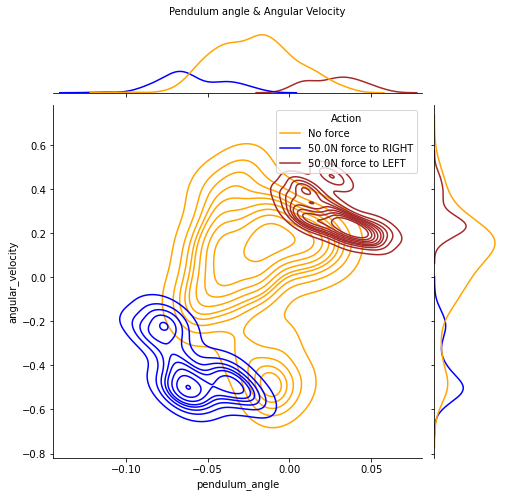 Pendulum angle & Angular Velocity
Action
No force
50.0N force to RIGHT
50.0N force to LEFT
0.6
0.4
0.2
0.0
−0.2
−0.4
−0.6
−0.8
angular_velocity
−0.10
−0.05
0.00
0.05
pendulum_angle